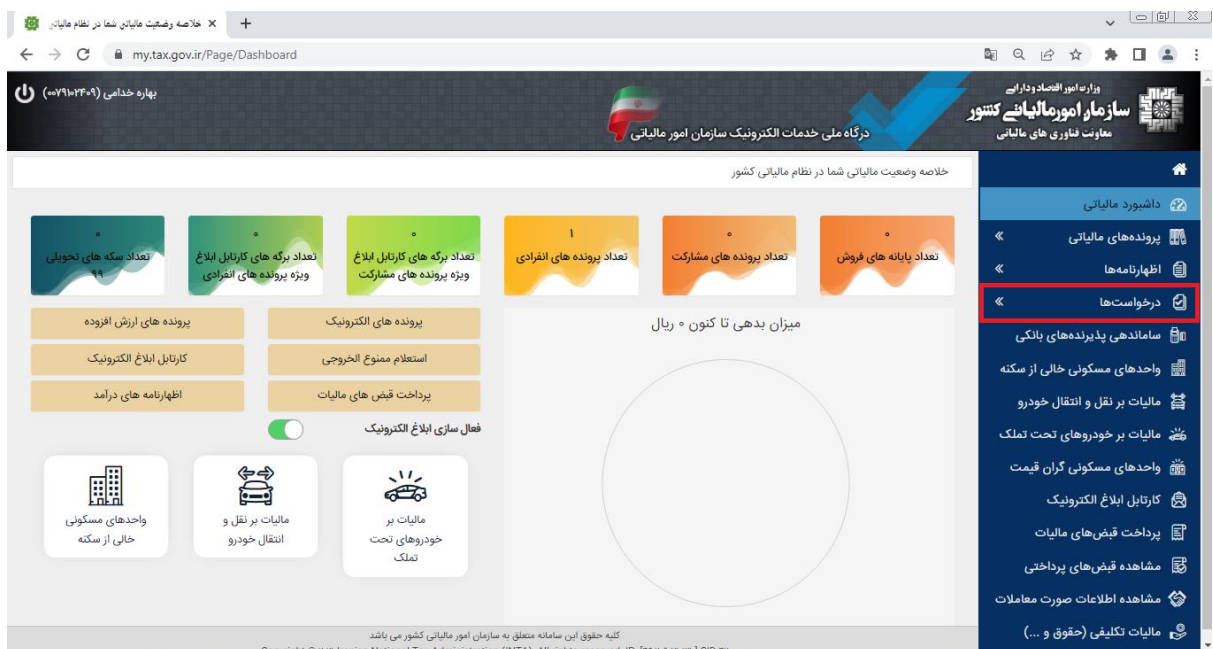 خلاصه وضعیت مالیاتی شما در نظام مالیاتی
my.tax.gov.ir/Page/Dashboard
وزارت امور اقتصاد و دارایی
سازمان امور مالیاتی کشور
معاونت فناوری های مالیاتی
درگاه ملی خدمات الکترونیک سازمان امور مالیاتی
بهاره خدامی (۰۰۷۹۱۰۲۴۰۹)
خلاصه وضعیت مالیاتی شما در نظام مالیاتی کشور
داشبورد مالیاتی
پرونده‌های مالیاتی
اظهارنامه‌ها
درخواست‌ها
ساماندهی پذیرنده‌های بانکی
واحدهای مسکونی خالی از سکنه
مالیات بر نقل و انتقال خودرو
مالیات بر خودروهای تحت تملک
واحدهای مسکونی گران قیمت
کارتابل ابلاغ الکترونیک
پرداخت قبض‌های مالیات
مشاهده قبض‌های پرداختی
مشاهده اطلاعات صورت معاملات
مالیات تکلیفی (حقوق و ...)
۰
تعداد پایانه های فروش
۰
تعداد پرونده های مشارکت
۱
تعداد پرونده های انفرادی
۰
تعداد برگه های کارتابل ابلاغ
ویژه پرونده های مشارکت
۰
تعداد برگه های کارتابل ابلاغ
ویژه پرونده های انفرادی
۰
تعداد سکه های تحویلی
۹۹
میزان بدهی تا کنون ۰ ریال
پرونده های الکترونیک
پرونده های ارزش افزوده
استعلام ممنوع الخروجی
کارتابل ابلاغ الکترونیک
پرداخت قبض های مالیات
اظهارنامه های درآمد
فعال سازی ابلاغ الکترونیک
مالیات بر
خودروهای تحت
تملک
مالیات بر نقل و
انتقال خودرو
واحدهای مسکونی
خالی از سکنه
کلیه حقوق این سامانه متعلق به سازمان امور مالیاتی کشور می باشد